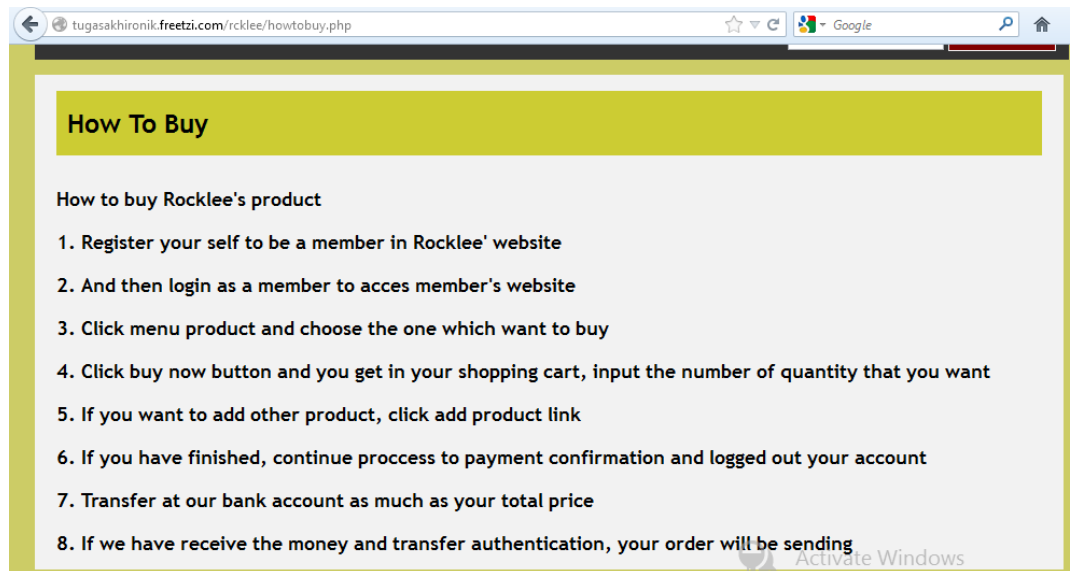 tugasakhironik.freetzi.com/rcklee/howtobuy.php
Google
How To Buy
How to buy Rocklee's product
1. Register your self to be a member in Rocklee' website
2. And then login as a member to acces member's website
3. Click menu product and choose the one which want to buy
4. Click buy now button and you get in your shopping cart, input the number of quantity that you want
5. If you want to add other product, click add product link
6. If you have finished, continue proccess to payment confirmation and logged out your account
7. Transfer at our bank account as much as your total price
8. If we have receive the money and transfer authentication, your order will be sending
Activate Windows